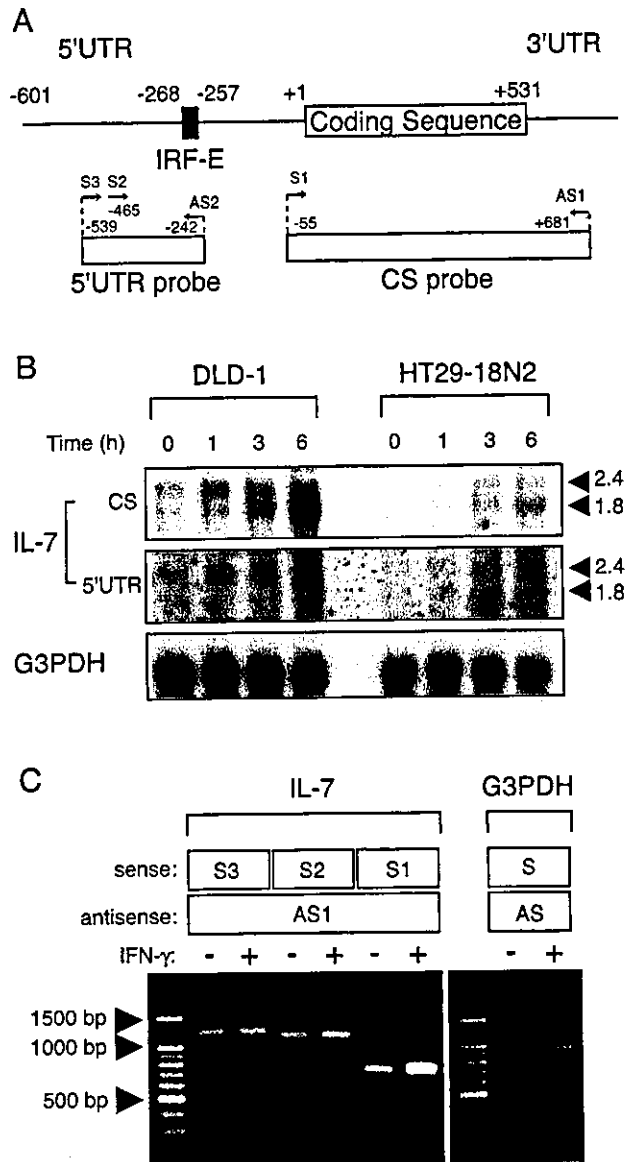 A
5'UTR 3'UTR
-601 -268 -257 +1 +531
Coding Sequence
IRF-E
S3 S2 S1
-465 AS2 AS1
-539 -242 -55 +681
5'UTR probe CS probe
B
DLD-1 HT29-18N2
Time (h) 0 1 3 6 0 1 3 6
IL-7
CS 2.4
1.8
5'UTR 2.4
1.8
G3PDH
C
IL-7 G3PDH
sense: S3 S2 S1 S
antisense: AS1 AS
IFN-γ: - + - + - + - +
1500 bp
1000 bp
500 bp